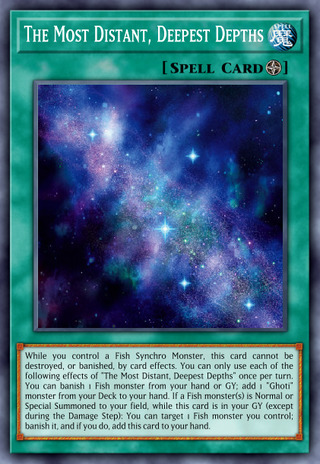 The Most Distant, Deepest Depths
魔
[Spell Card]
While you control a Fish Synchro Monster, this card cannot be
destroyed, or banished, by card effects. You can only use each of the
following effects of "The Most Distant, Deepest Depths" once per turn.
You can banish 1 Fish monster from your hand or GY; add 1 "Ghoti"
monster from your Deck to your hand. If a Fish monster(s) is Normal or
Special Summoned to your field, while this card is in your GY (except
during the Damage Step): You can target 1 Fish monster you control;
banish it, and if you do, add this card to your hand.